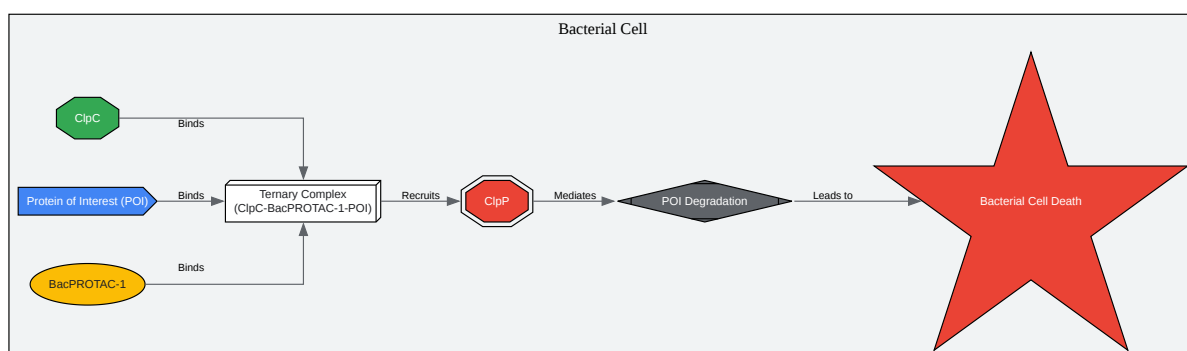 Bacterial Cell
ClpC
Binds
Protein of Interest (POI)
Binds
Ternary Complex
(ClpC-BacPROTAC-1-POI)
Recruits
ClpP
Mediates
POI Degradation
Leads to
Bacterial Cell Death
Binds
BacPROTAC-1